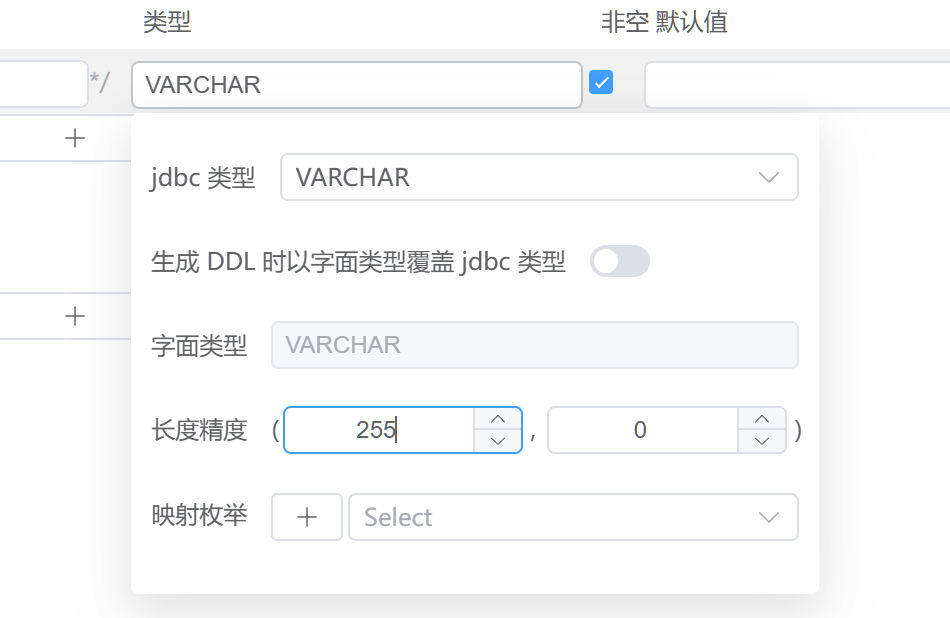 类型 非空 默认值
*/ VARCHAR
jdbc 类型 VARCHAR
生成 DDL 时以字面类型覆盖 jdbc 类型
字面类型 VARCHAR
长度精度 ( 255 , 0 )
映射枚举 + Select